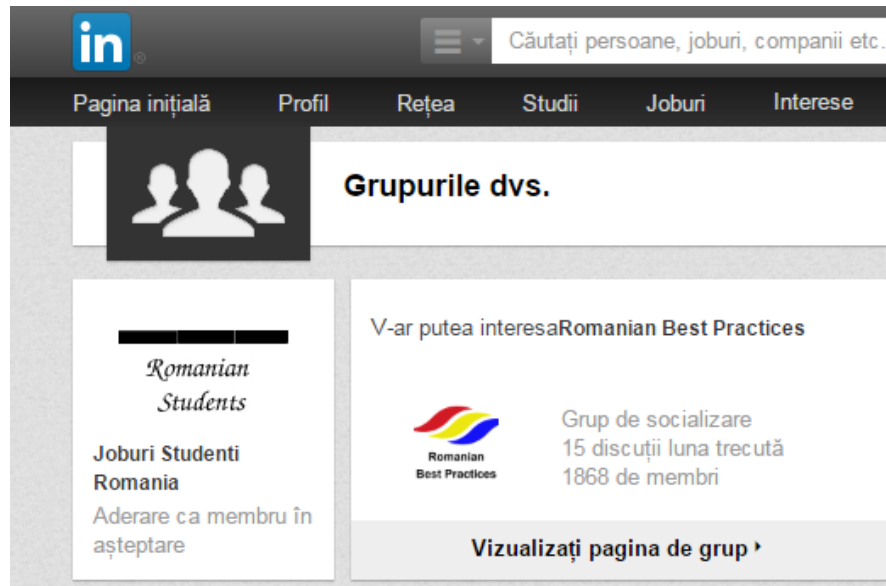 in®
Căutați persoane, joburi, companii etc.
Pagina inițială Profil Rețea Studii Joburi Interese
Grupurile dvs.
Romanian
Students
Joburi Studenti
Romania
Aderare ca membru în
așteptare
V-ar putea interesaRomanian Best Practices
Romanian
Best Practices
Grup de socializare
15 discuții luna trecută
1868 de membri
Vizualizați pagina de grup